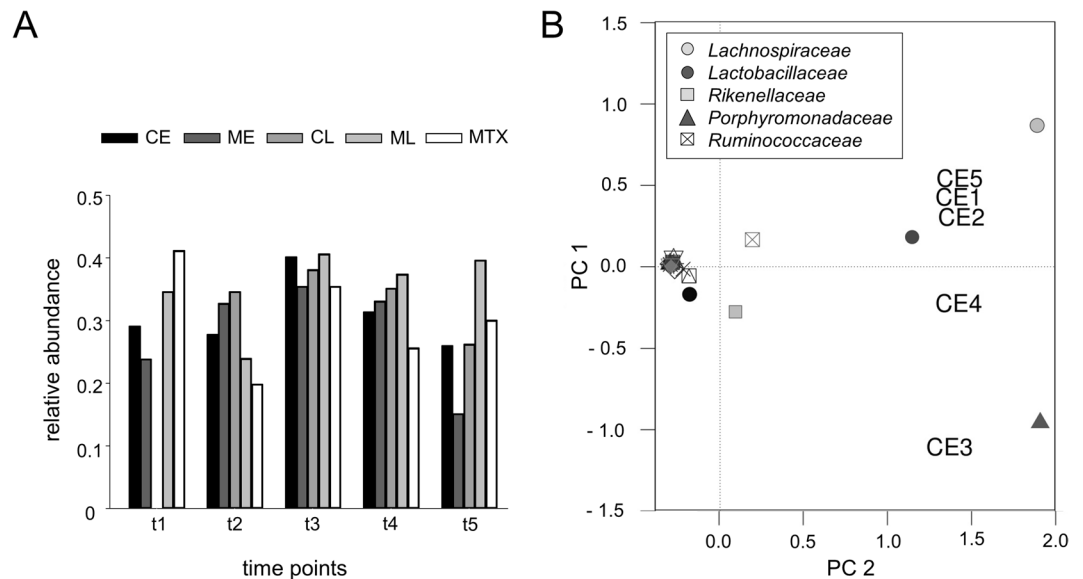 A
CE ME CL ML MTX
0.5
0.4
0.3
0.2
0.1
0
relative abundance
t1 t2 t3 t4 t5
time points
B
1.5
1.0
0.5
0.0
- 0.5
- 1.0
- 1.5
PC 1
Lachnospiraceae
Lactobacillaceae
Rikenellaceae
Porphyromonadaceae
Ruminococcaceae
CE5
CE1
CE2
CE4
CE3
0.0 0.5 1.0 1.5 2.0
PC 2